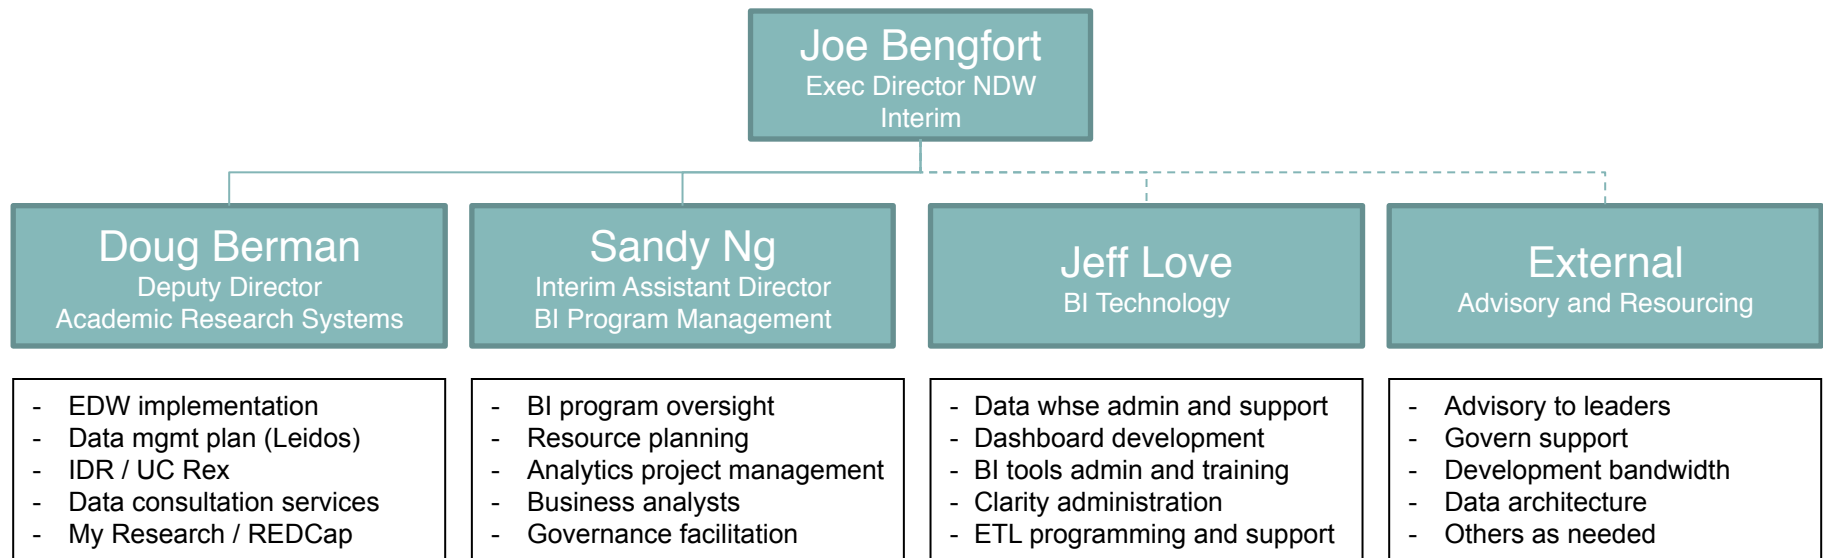 Joe Bengfort
Exec Director NDW
Interim
Doug Berman
Deputy Director
Academic Research Systems
Sandy Ng
Interim Assistant Director
BI Program Management
Jeff Love
BI Technology
External
Advisory and Resourcing
- EDW implementation
- Data mgmt plan (Leidos)
- IDR / UC Rex
- Data consultation services
- My Research / REDCap
- BI program oversight
- Resource planning
- Analytics project management
- Business analysts
- Governance facilitation
- Data whse admin and support
- Dashboard development
- BI tools admin and training
- Clarity administration
- ETL programming and support
- Advisory to leaders
- Govern support
- Development bandwidth
- Data architecture
- Others as needed